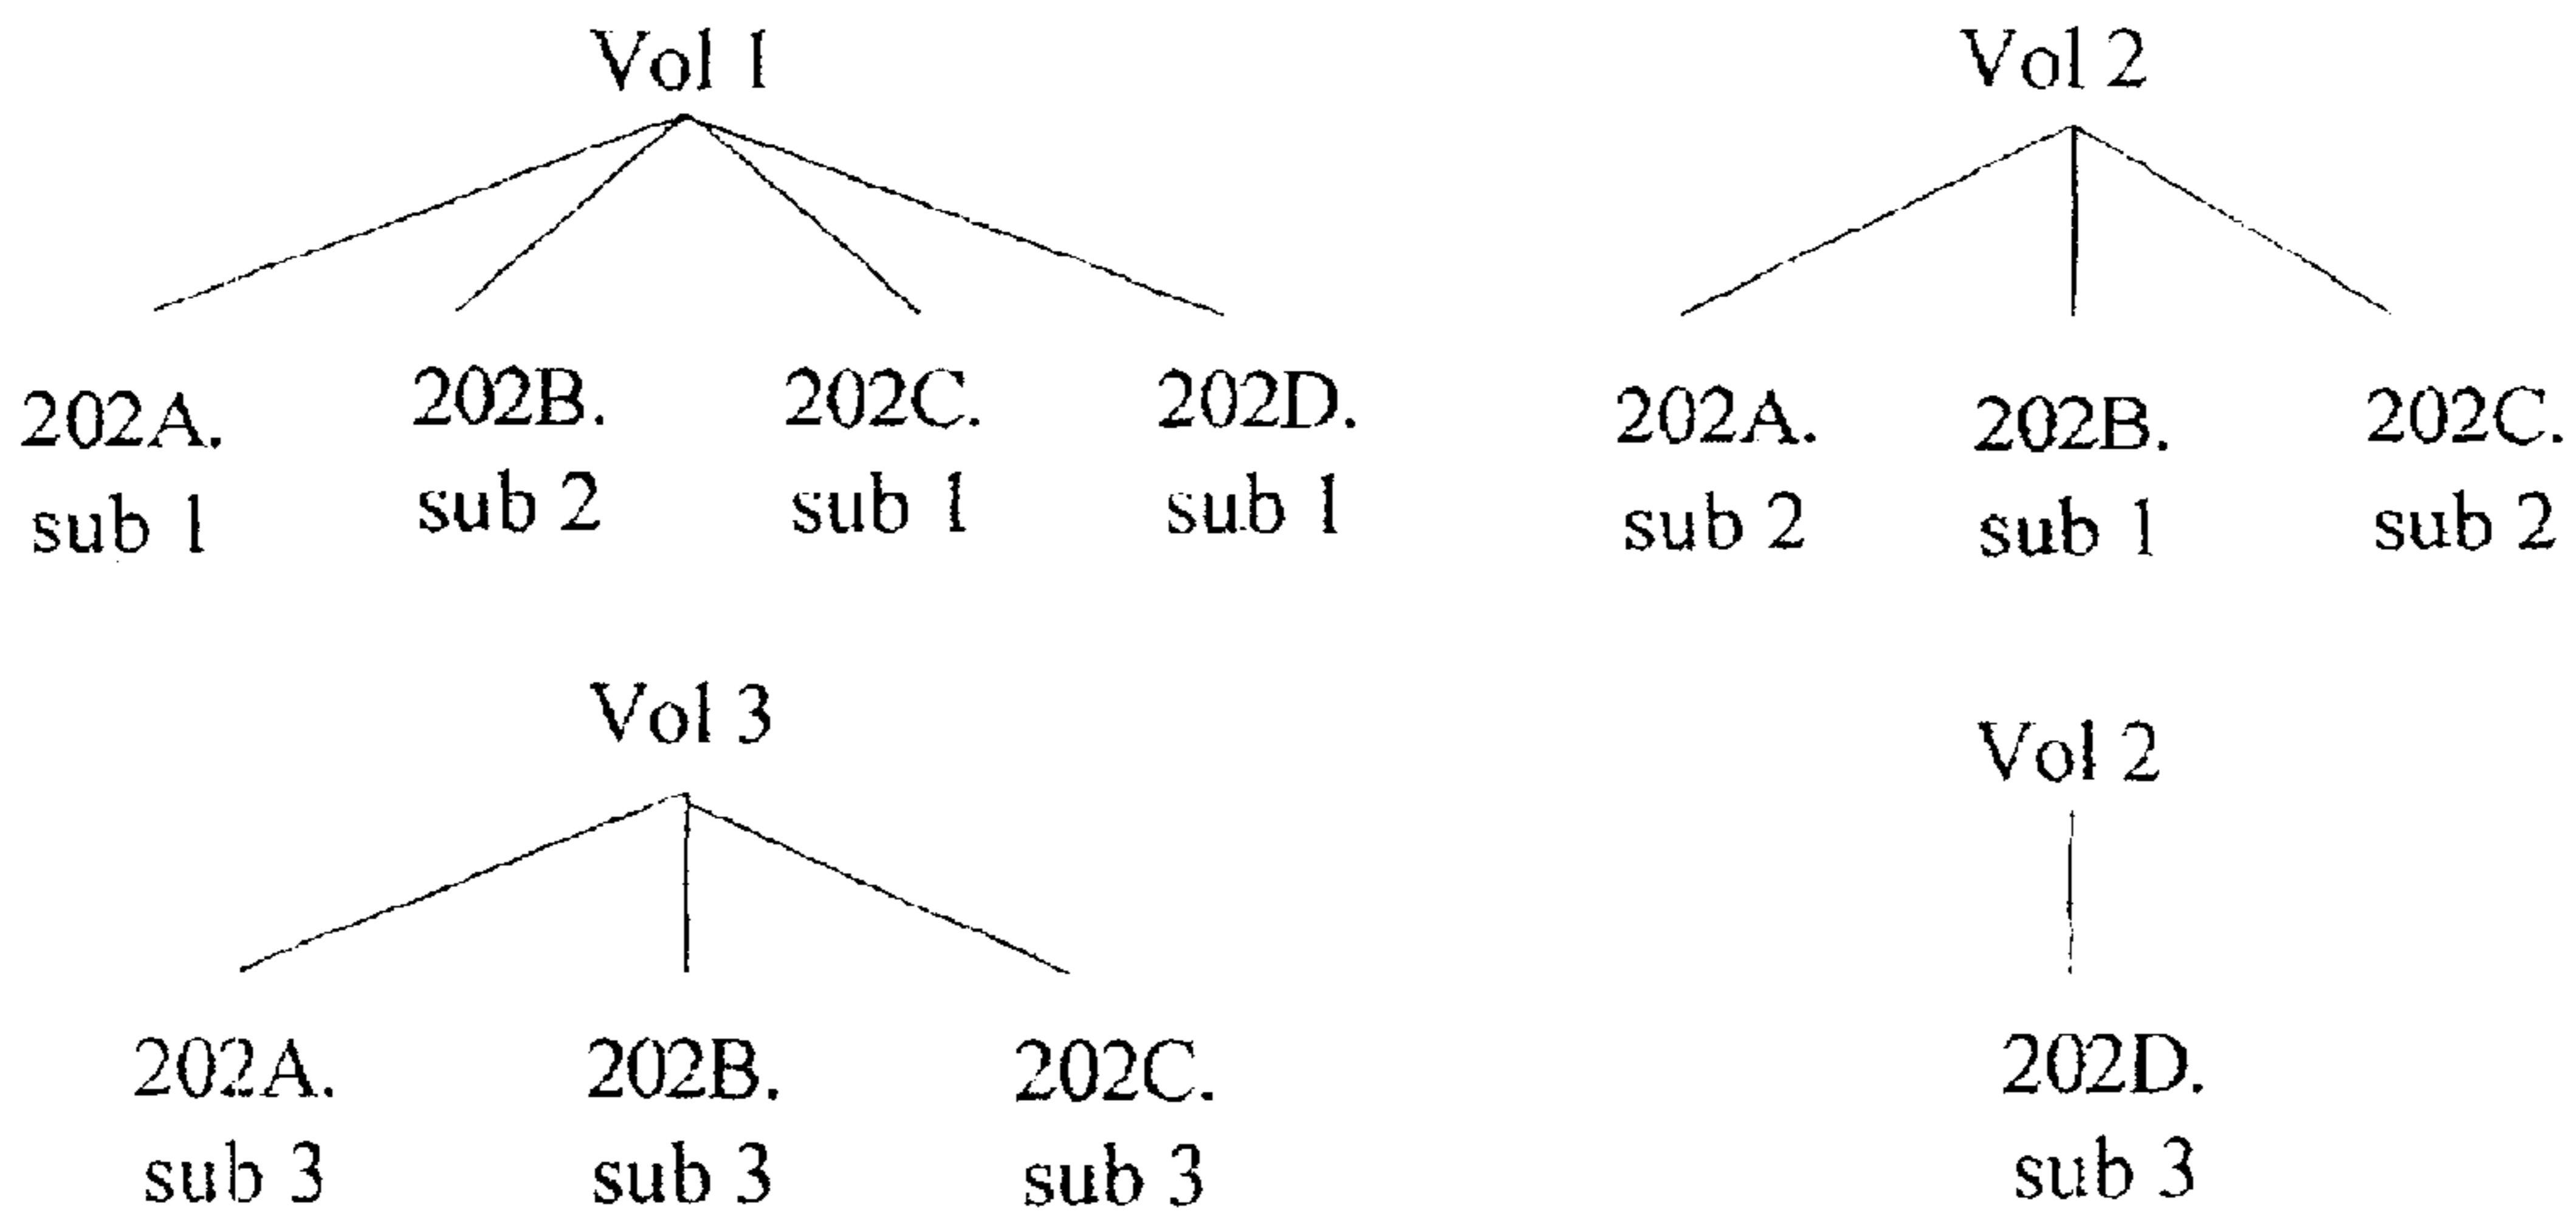 Vol 1
202A. sub 1
202B. sub 2
202C. sub 1
202D. sub 1
Vol 2
202A. sub 2
202B. sub 1
202C. sub 2
Vol 3
202A. sub 3
202B. sub 3
202C. sub 3
Vol 2
202D. sub 3